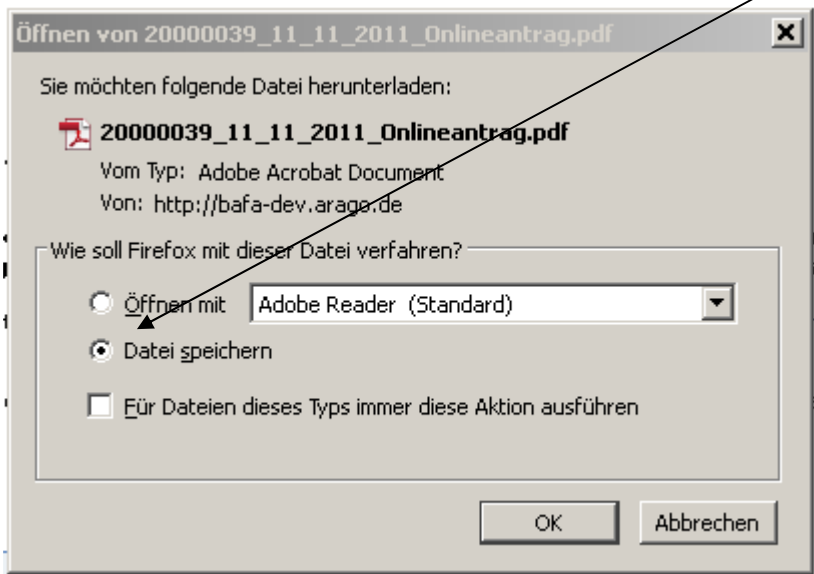 Öffnen von 20000039_11_11_2011_Onlineantrag.pdf
Sie möchten folgende Datei herunterladen:
20000039_11_11_2011_Onlineantrag.pdf
Vom Typ: Adobe Acrobat Document
Von: http://bafa-dev.arago.de
Wie soll Firefox mit dieser Datei verfahren?
Öffnen mit Adobe Reader (Standard)
Datei speichern
Für Dateien dieses Typs immer diese Aktion ausführen
OK Abbrechen